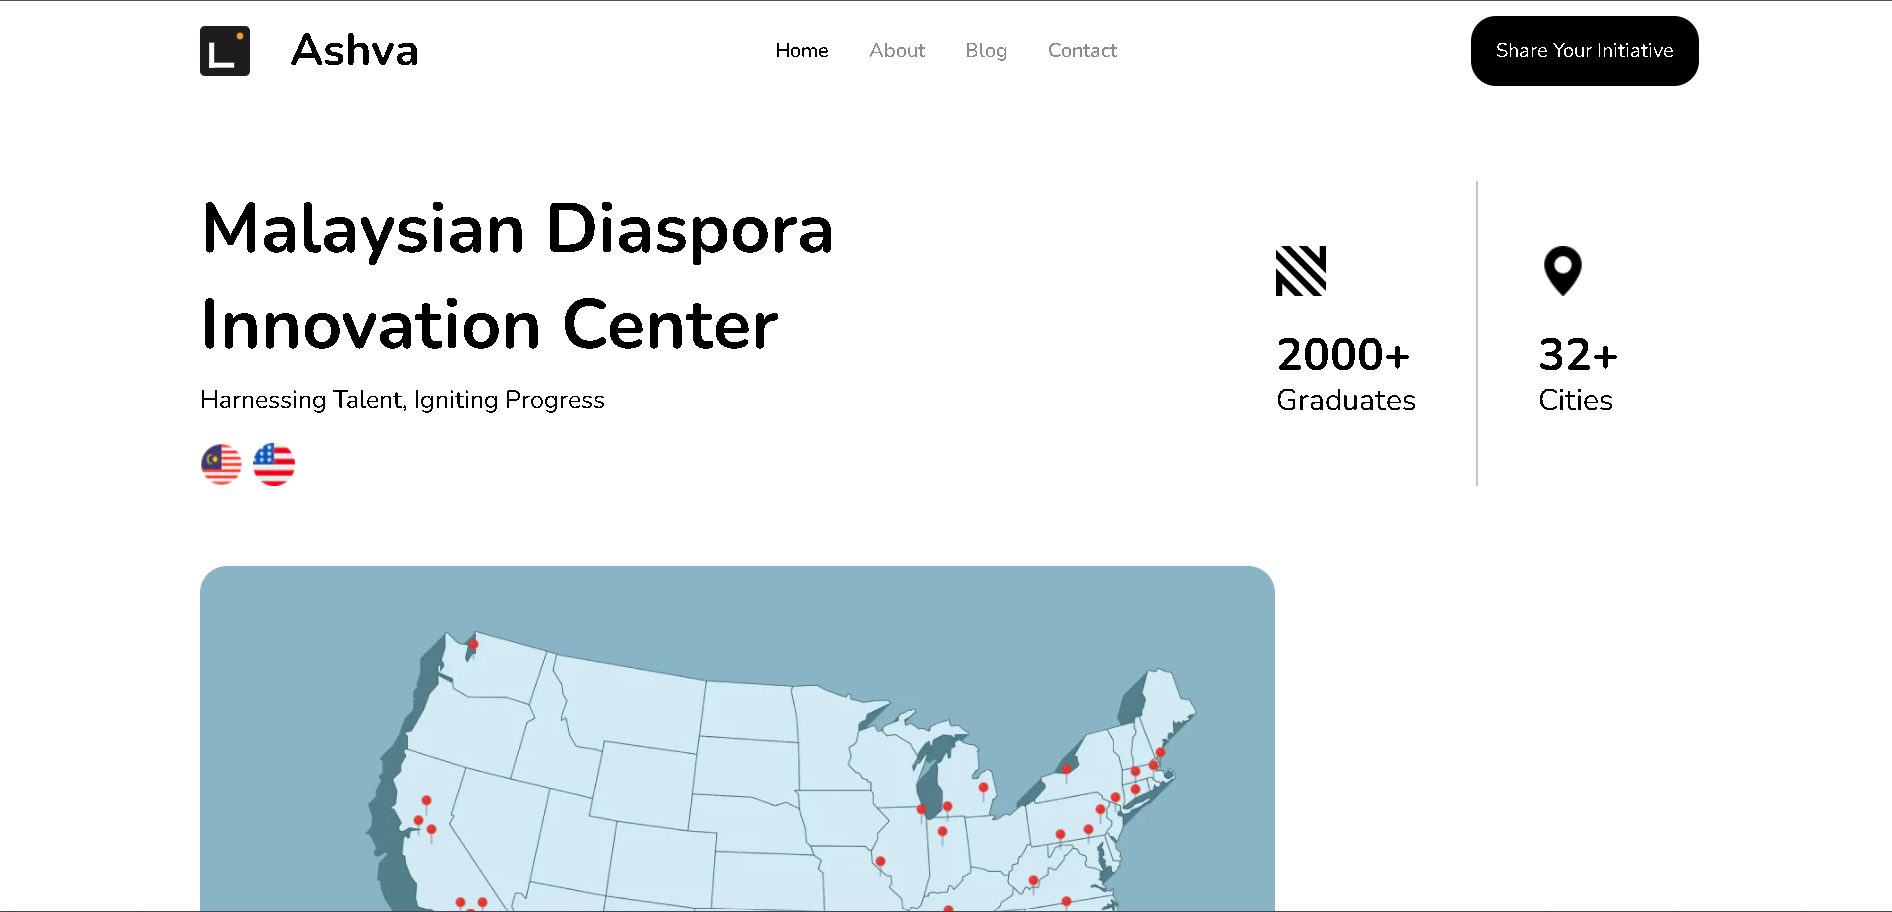 Ashva
Home
About
Blog
Contact
Share Your Initiative
Malaysian Diaspora
Innovation Center
Harnessing Talent, Igniting Progress
2000+
Graduates
32+
Cities